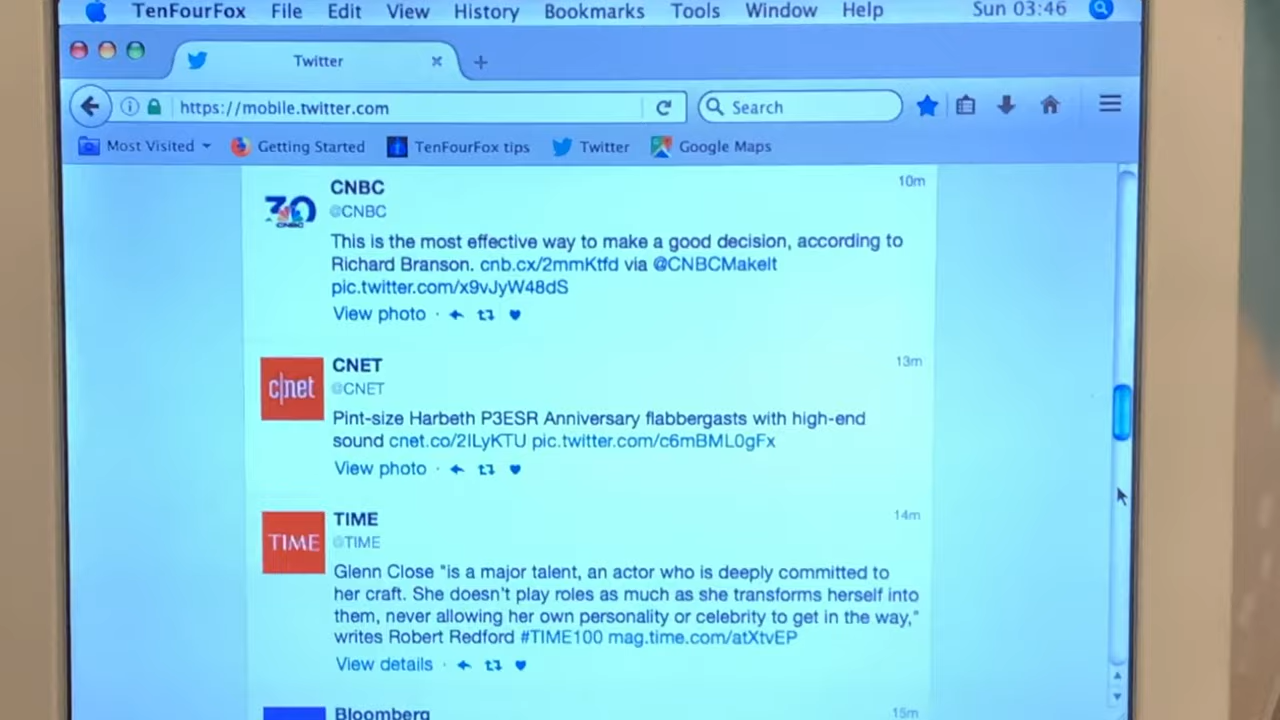 TenFourFox File Edit View History Bookmarks Tools Window Help Sun 03:46
Twitter
https://mobile.twitter.com Search
Most Visited Getting Started TenFourFox tips Twitter Google Maps
CNBC 10m
30
CNBC
@CNBC
This is the most effective way to make a good decision, according to
Richard Branson. cnb.cx/2mmKtfd via @CNBCMakeIt
pic.twitter.com/x9vJyW48dS
View photo
CNET 13m
c|net
@CNET
Pint-size Harbeth P3ESR Anniversary flabbergasts with high-end
sound cnet.co/2ILyKTU pic.twitter.com/c6mBML0gFx
View photo
TIME 14m
TIME
@TIME
Glenn Close "is a major talent, an actor who is deeply committed to
her craft. She doesn't play roles as much as she transforms herself into
them, never allowing her own personality or celebrity to get in the way,"
writes Robert Redford #TIME100 mag.time.com/atXtvEP
View details
Bloomberg 15m